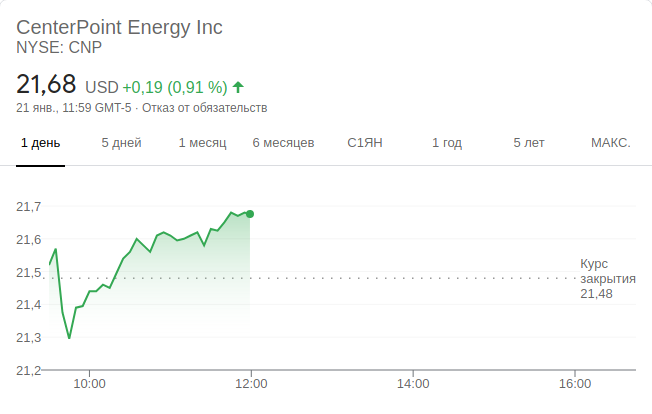 CenterPoint Energy Inc
NYSE: CNP
21,68 USD +0,19 (0,91 %)
21 янв., 11:59 GMT-5 · Отказ от обязательств
1 день 5 дней 1 месяц 6 месяцев С1ЯН 1 год 5 лет МАКС.
21,7
21,6
21,5
21,4
21,3
21,2
Курс
закрытия
21,48
10:00 12:00 14:00 16:00